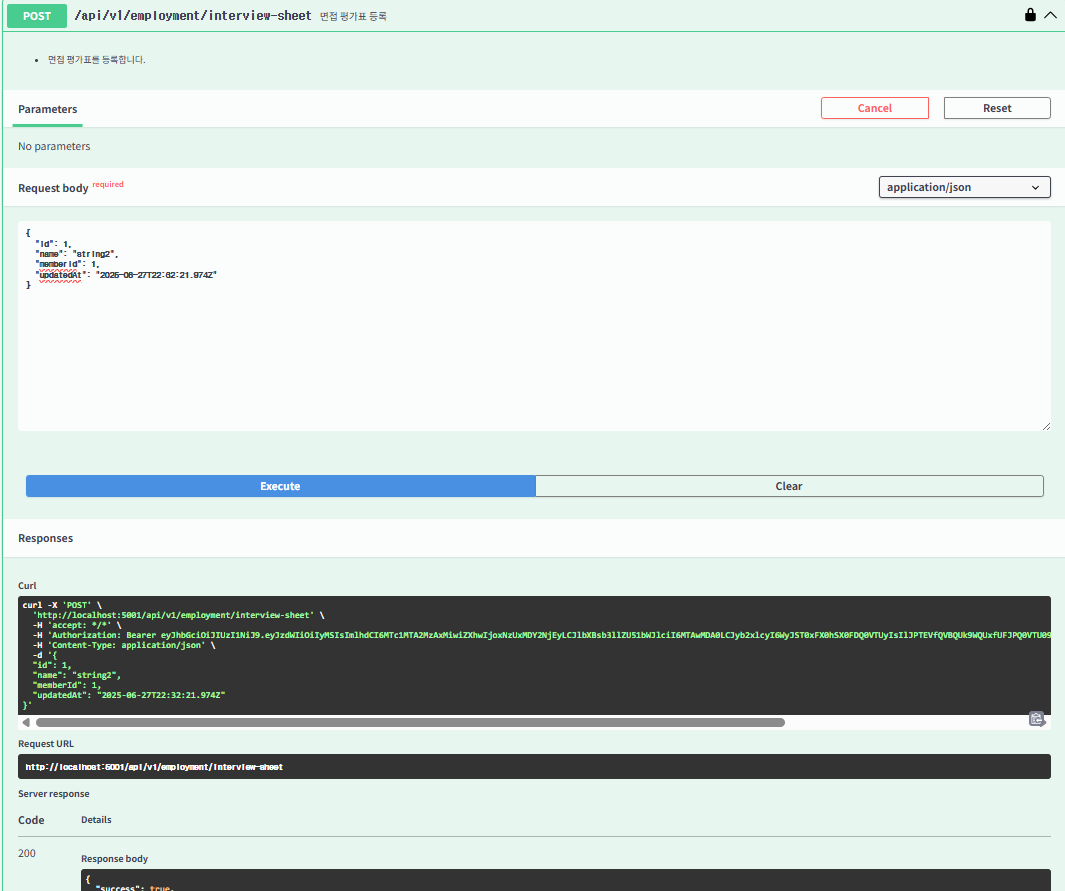 POST /api/v1/employment/interview-sheet 면접 평가표 등록
면접 평가표를 등록합니다.
Parameters
Cancel
Reset
No parameters
Request body required
application/json
{
"id": 1,
"name": "string2",
"memberId": 1,
"updatedAt": "2025-06-27T22:32:21.974Z"
}
Execute
Clear
Responses
Curl
curl -X 'POST' \
'http://localhost:5001/api/v1/employment/interview-sheet' \
-H 'accept: */*' \
-H 'Authorization: Bearer
-H 'Content-Type: application/json' \
-d '{
"id": 1,
"name": "string2",
"memberId": 1,
"updatedAt": "2025-06-27T22:32:21.974Z"
}'
Request URL
http://localhost:5001/api/v1/employment/interview-sheet
Server response
Code Details
200
Response body
{
"success": true,